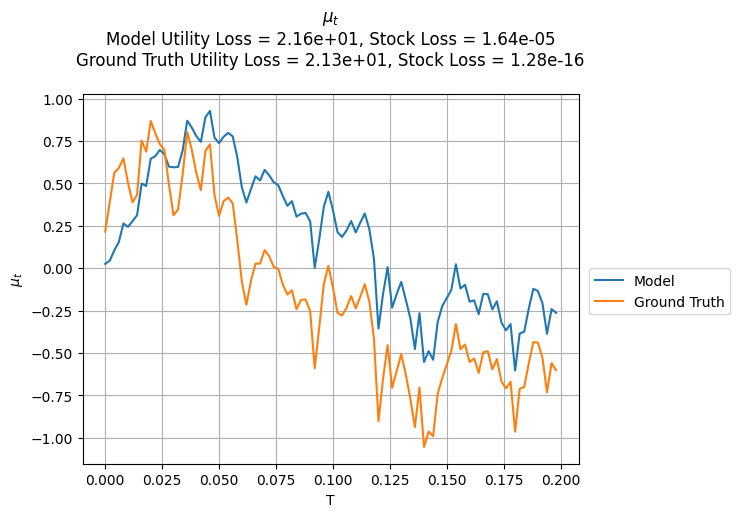 μt
Model Utility Loss = 2.16e+01, Stock Loss = 1.64e-05
Ground Truth Utility Loss = 2.13e+01, Stock Loss = 1.28e-16
1.00
0.75
0.50
0.25
0.00
−0.25
−0.50
−0.75
−1.00
μt
0.000 0.025 0.050 0.075 0.100 0.125 0.150 0.175 0.200
T
Model
Ground Truth